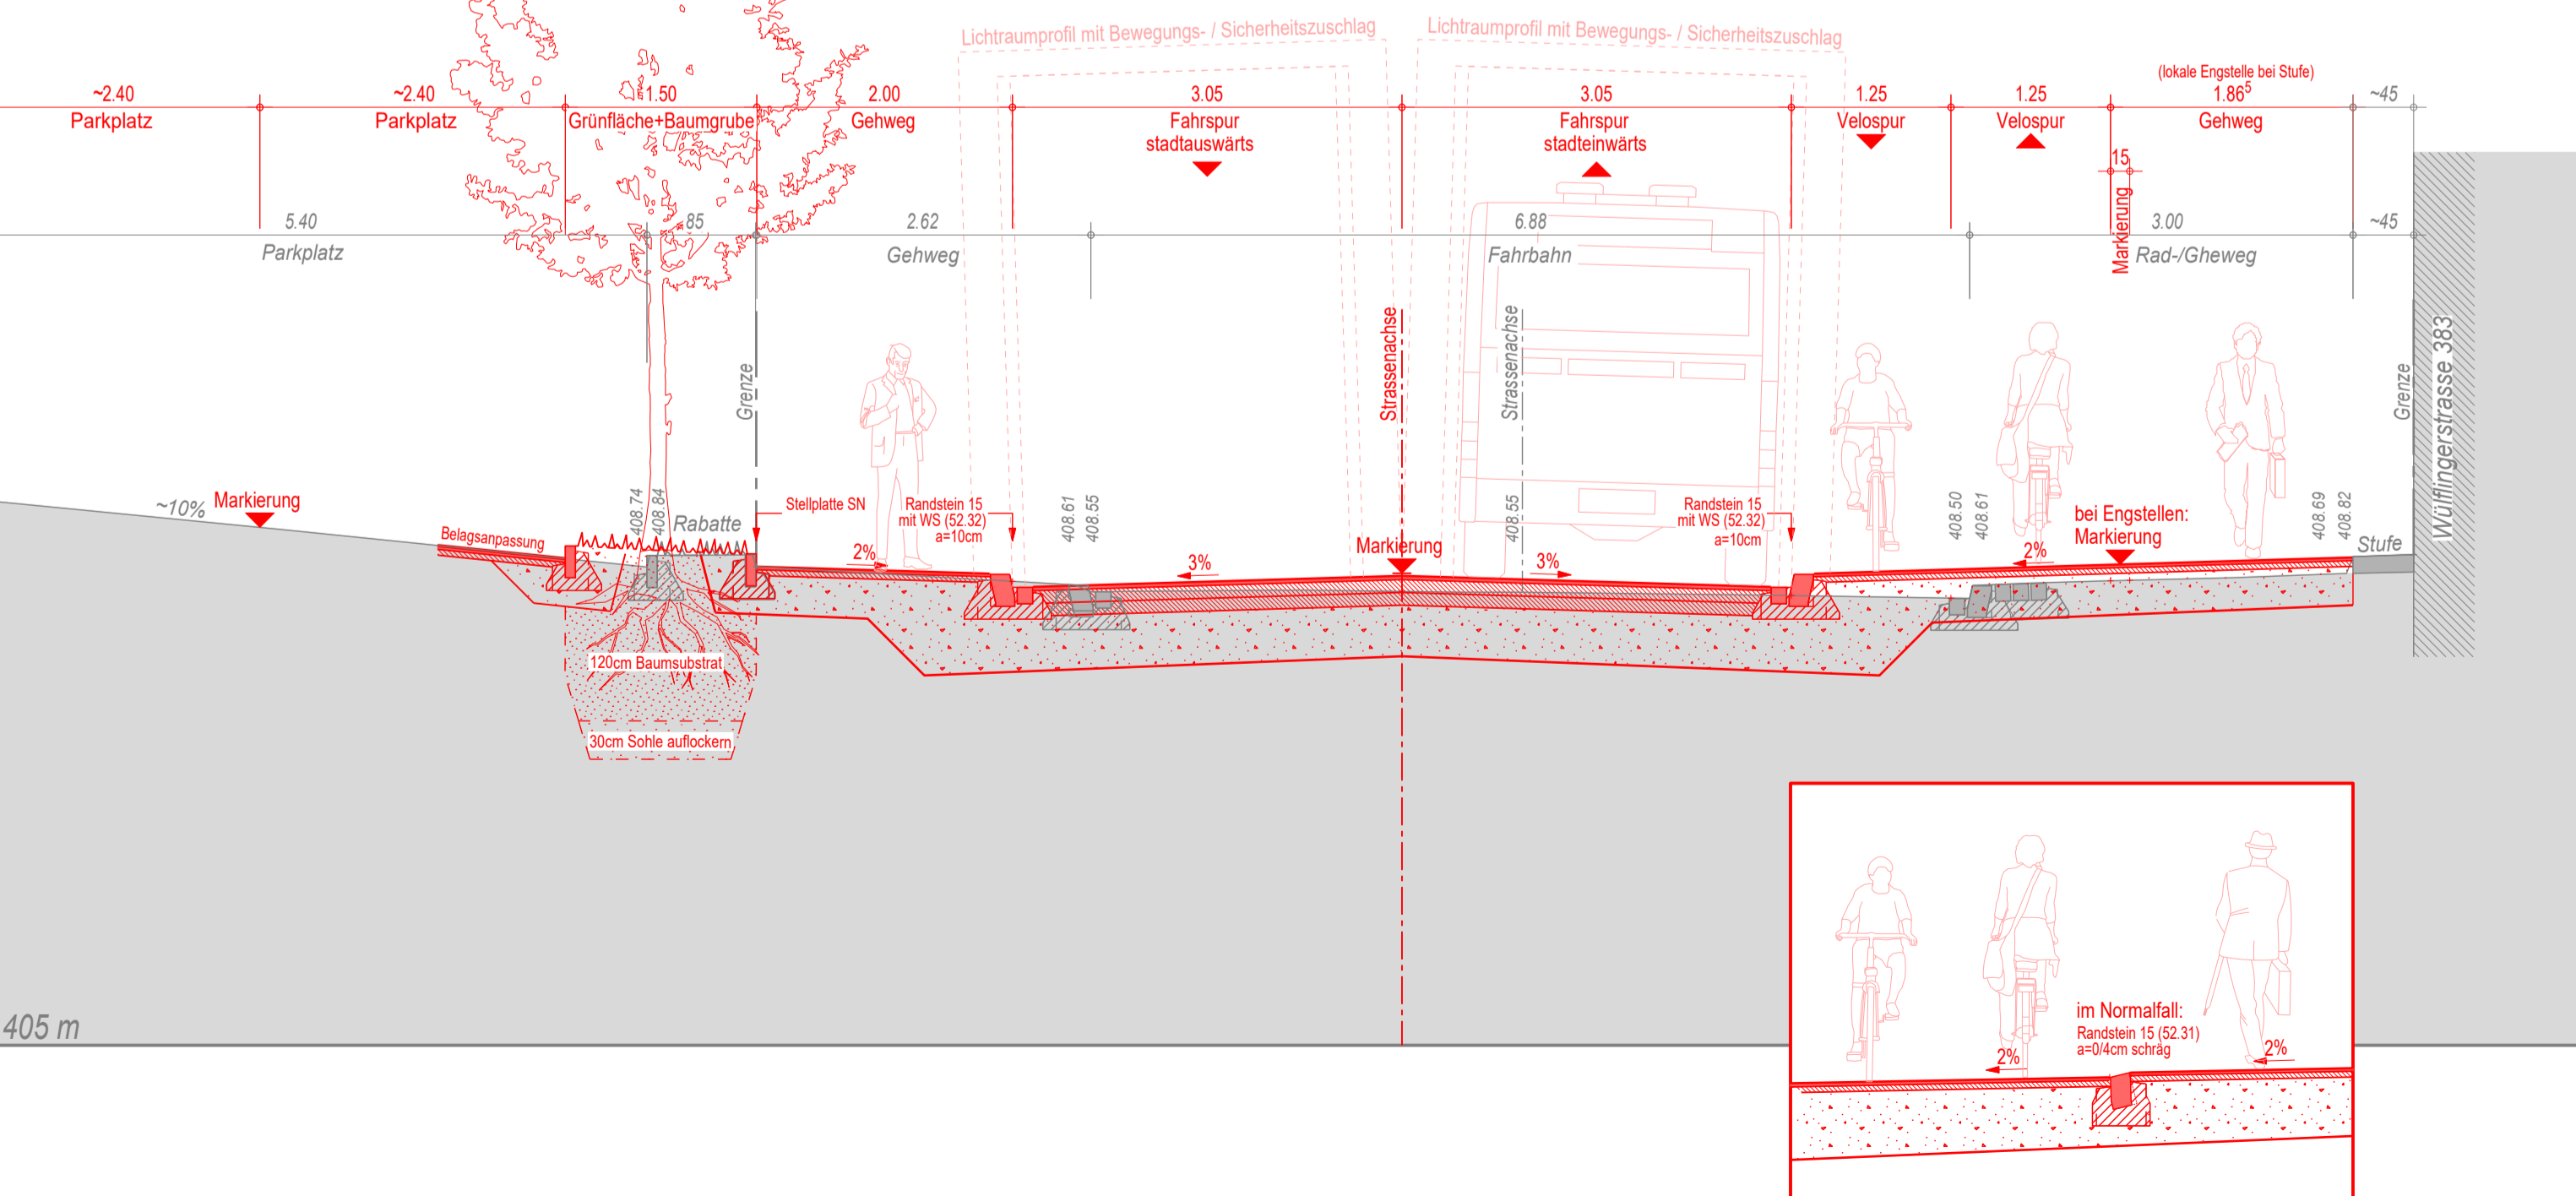 Lichtraumprofil mit Bewegungs- / Sicherheitszuschlag
Lichtraumprofil mit Bewegungs- / Sicherheitszuschlag
(lokale Engstelle bei Stufe)
~2.40
~2.40
1.50
2.00
3.05
3.05
1.25
1.25
1.86⁵
~45
Parkplatz
Parkplatz
Grünfläche+Baumgrube
Gehweg
Fahrspur
stadtauswärts
Fahrspur
stadteinwärts
Velospur
Velospur
Gehweg
15
Markierung
5.40
85
2.62
6.88
3.00
~45
Parkplatz
Gehweg
Fahrbahn
Rad-/Gheweg
Grenze
Strassenachse
Strassenachse
Grenze
Wüflingerstrasse 383
~10%
Markierung
Belagsanpassung
408.74
408.84
Rabatte
Stellplatte SN
2%
Randstein 15
mit WS (52.32)
a=10cm
408.61
408.55
3%
Markierung
408.55
3%
Randstein 15
mit WS (52.32)
a=10cm
408.50
408.61
2%
bei Engstellen:
Markierung
408.69
408.82
Stufe
120cm Baumsubstrat
30cm Sohle auflockern
405 m
im Normalfall:
Randstein 15 (52.31)
a=0/4cm schräg
2%
2%